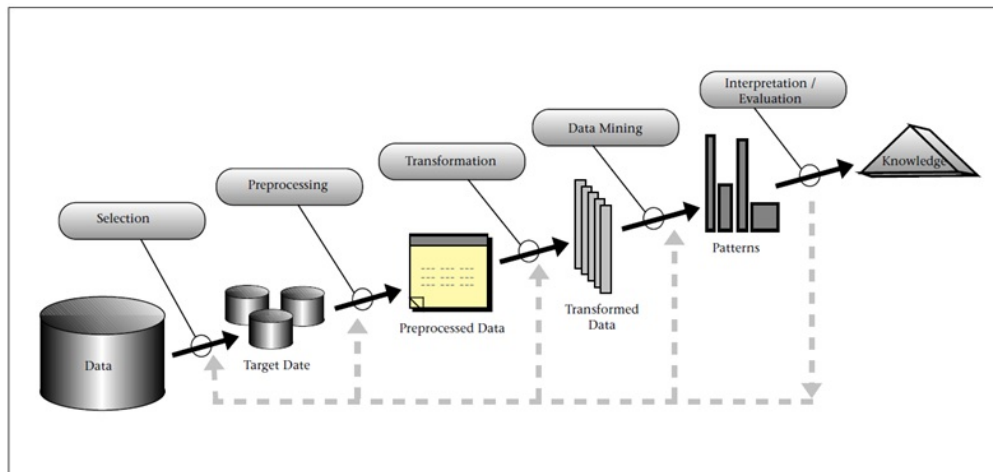 Interpretation /
Evaluation
Data Mining
Transformation
Preprocessing
Selection
Knowledge
Patterns
Transformed
Data
Preprocessed Data
Target Date
Data